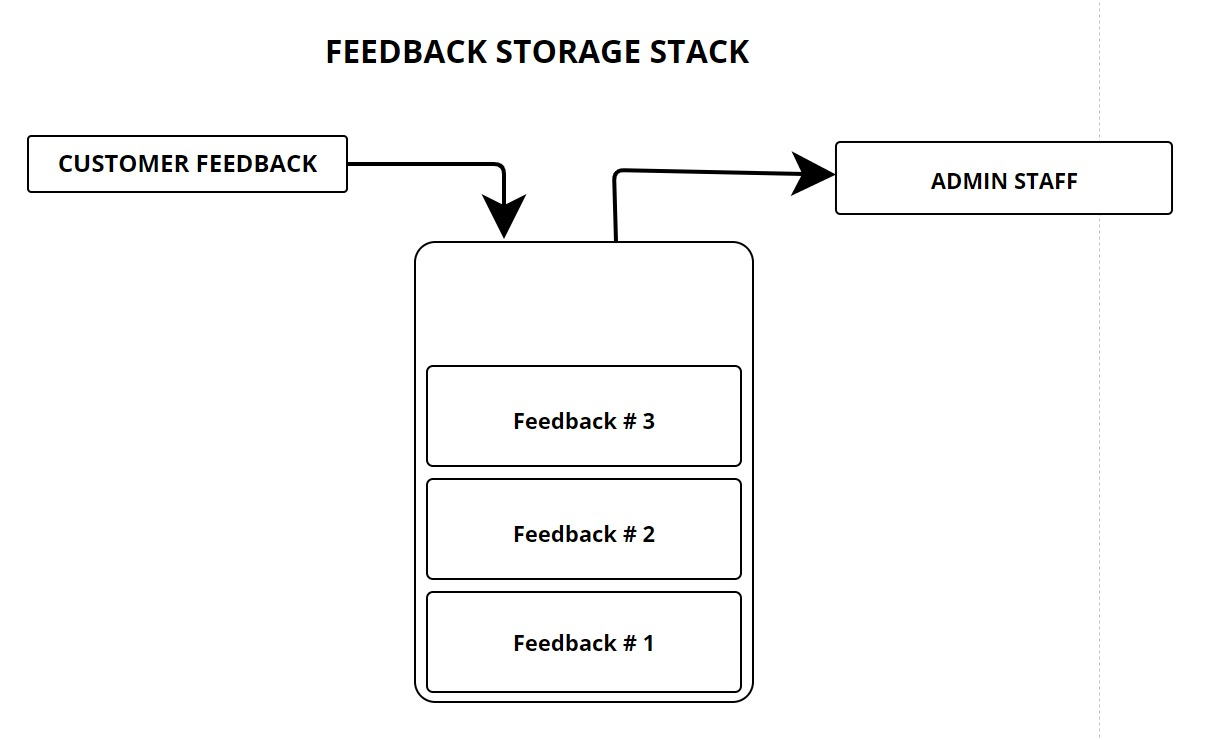 FEEDBACK STORAGE STACK
CUSTOMER FEEDBACK
ADMIN STAFF
Feedback # 3
Feedback # 2
Feedback # 1